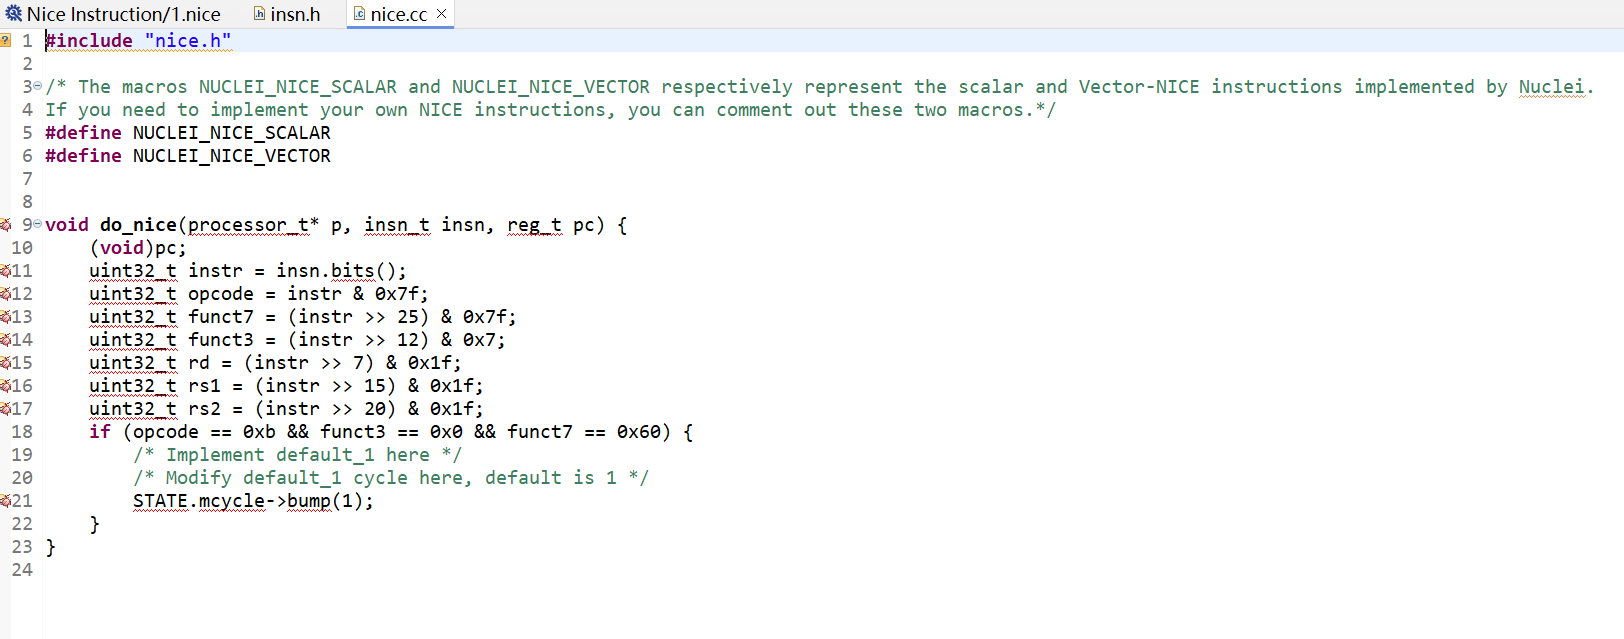 Nice Instruction/1.nice insn.h nice.cc
1 #include "nice.h"
2
3 /* The macros NUCLEI_NICE_SCALAR and NUCLEI_NICE_VECTOR respectively represent the scalar and Vector-NICE instructions implemented by Nuclei.
4 If you need to implement your own NICE instructions, you can comment out these two macros.*/
5 #define NUCLEI_NICE_SCALAR
6 #define NUCLEI_NICE_VECTOR
7
8
9 void do_nice(processor_t* p, insn_t insn, reg_t pc) {
10     (void)pc;
11     uint32_t instr = insn.bits();
12     uint32_t opcode = instr & 0x7f;
13     uint32_t funct7 = (instr >> 25) & 0x7f;
14     uint32_t funct3 = (instr >> 12) & 0x7;
15     uint32_t rd = (instr >> 7) & 0x1f;
16     uint32_t rs1 = (instr >> 15) & 0x1f;
17     uint32_t rs2 = (instr >> 20) & 0x1f;
18     if (opcode == 0xb && funct3 == 0x0 && funct7 == 0x60) {
19         /* Implement default_1 here */
20         /* Modify default_1 cycle here, default is 1 */
21         STATE.mcycle->bump(1);
22     }
23 }
24